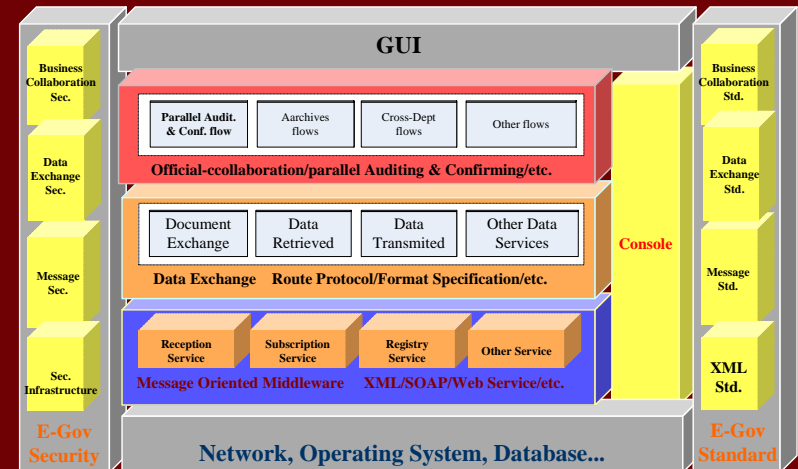 GUI
Business
Collaboration
Sec.
Data
Exchange
Sec.
Message
Sec.
Sec.
Infrastructure
E-Gov
Security
Parallel Audit.
& Conf. flow
Aarchives
flows
Cross-Dept
flows
Other flows
Official-ccollaboration/parallel Auditing & Confirming/etc.
Document
Exchange
Data
Retrieved
Data
Transmited
Other Data
Services
Data Exchange Route Protocol/Format Specification/etc.
Reception
Service
Subscription
Service
Registry
Service
Other Service
Message Oriented Middleware XML/SOAP/Web Service/etc.
Console
Network, Operating System, Database...
Business
Collaboration
Std.
Data
Exchange
Std.
Message
Std.
XML
Std.
E-Gov
Standard